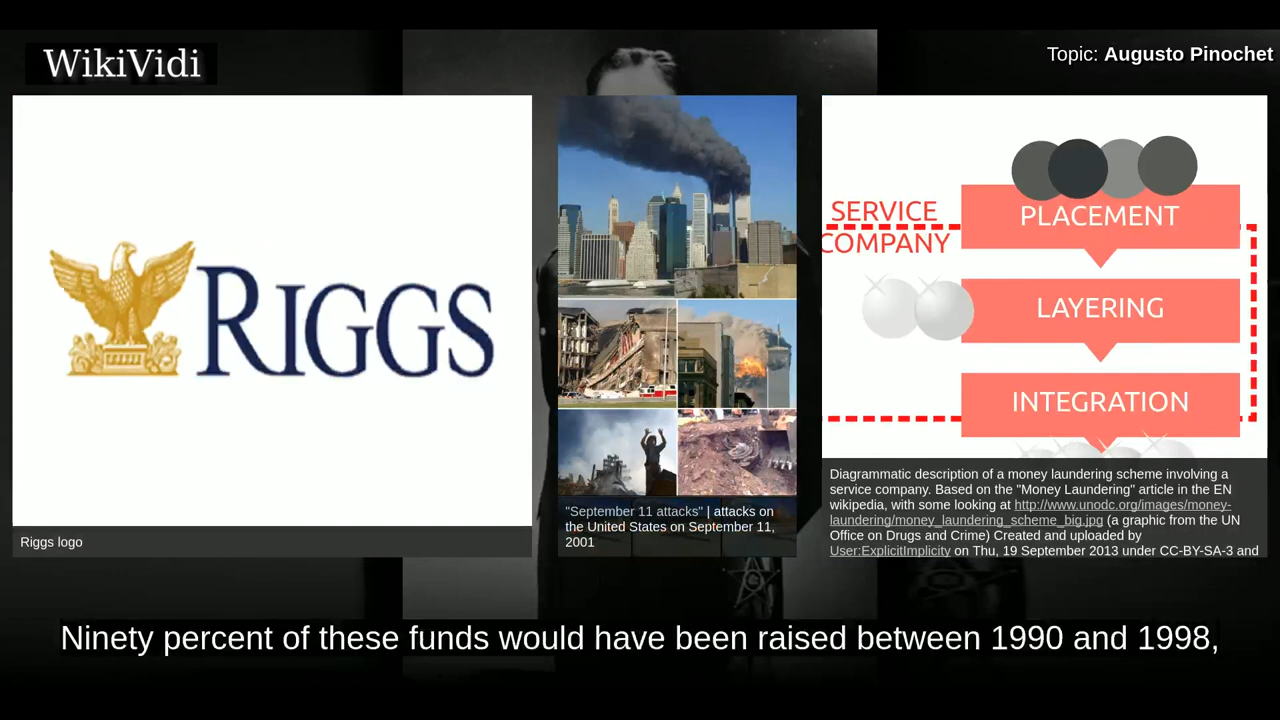 WikiVidi
Topic: Augusto Pinochet
RIGGS
Riggs logo
"September 11 attacks" | attacks on
the United States on September 11,
2001
SERVICE
COMPANY
PLACEMENT
LAYERING
INTEGRATION
Diagrammatic description of a money laundering scheme involving a
service company. Based on the "Money Laundering" article in the EN
wikipedia, with some looking at http://www.unodc.org/images/money-
laundering/money_laundering_scheme_big.jpg (a graphic from the UN
Office on Drugs and Crime) Created and uploaded by
User:ExplicitImplicity on Thu, 19 September 2013 under CC-BY-SA-3 and
Ninety percent of these funds would have been raised between 1990 and 1998,